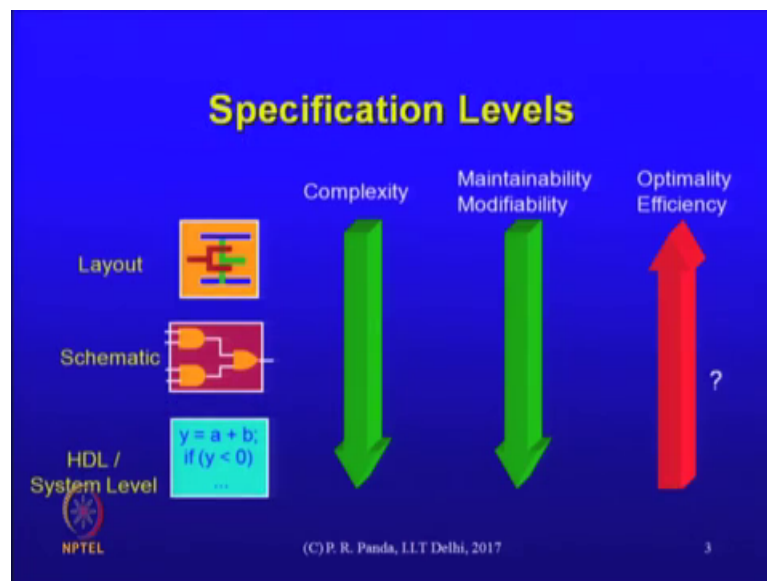 Specification Levels
Complexity
Maintainability
Modifiability
Optimality
Efficiency
Layout
Schematic
?
HDL /
System Level
y = a + b;
if (y < 0)
...
NPTEL
(C) P. R. Panda, I.I.T Delhi, 2017
3